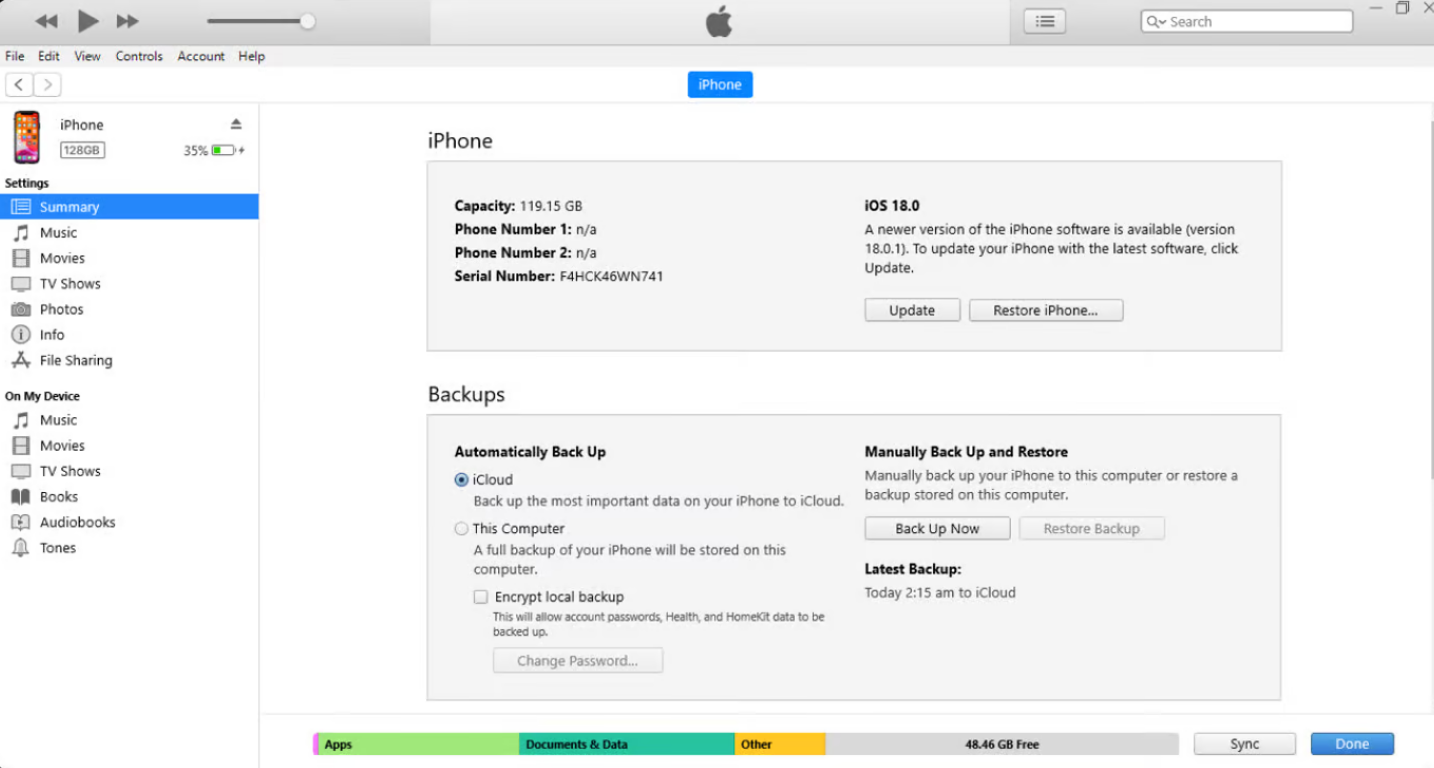 Search
File Edit View Controls Account Help
iPhone
iPhone
128GB
35%
Settings
Summary
Music
Movies
TV Shows
Photos
Info
File Sharing
On My Device
Music
Movies
TV Shows
Books
Audiobooks
Tones
iPhone
Capacity: 119.15 GB
Phone Number 1: n/a
Phone Number 2: n/a
Serial Number: F4HCK46WN741
iOS 18.0
A newer version of the iPhone software is available (version
18.0.1). To update your iPhone with the latest software, click
Update.
Update
Restore iPhone...
Backups
Automatically Back Up
iCloud
Back up the most important data on your iPhone to iCloud.
This Computer
A full backup of your iPhone will be stored on this
computer.
Encrypt local backup
This will allow account passwords, Health, and HomeKit data to be
backed up.
Change Password...
Manually Back Up and Restore
Manually back up your iPhone to this computer or restore a
backup stored on this computer.
Back Up Now
Restore Backup
Latest Backup:
Today 2:15 am to iCloud
Apps
Documents & Data
Other
48.46 GB Free
Sync
Done